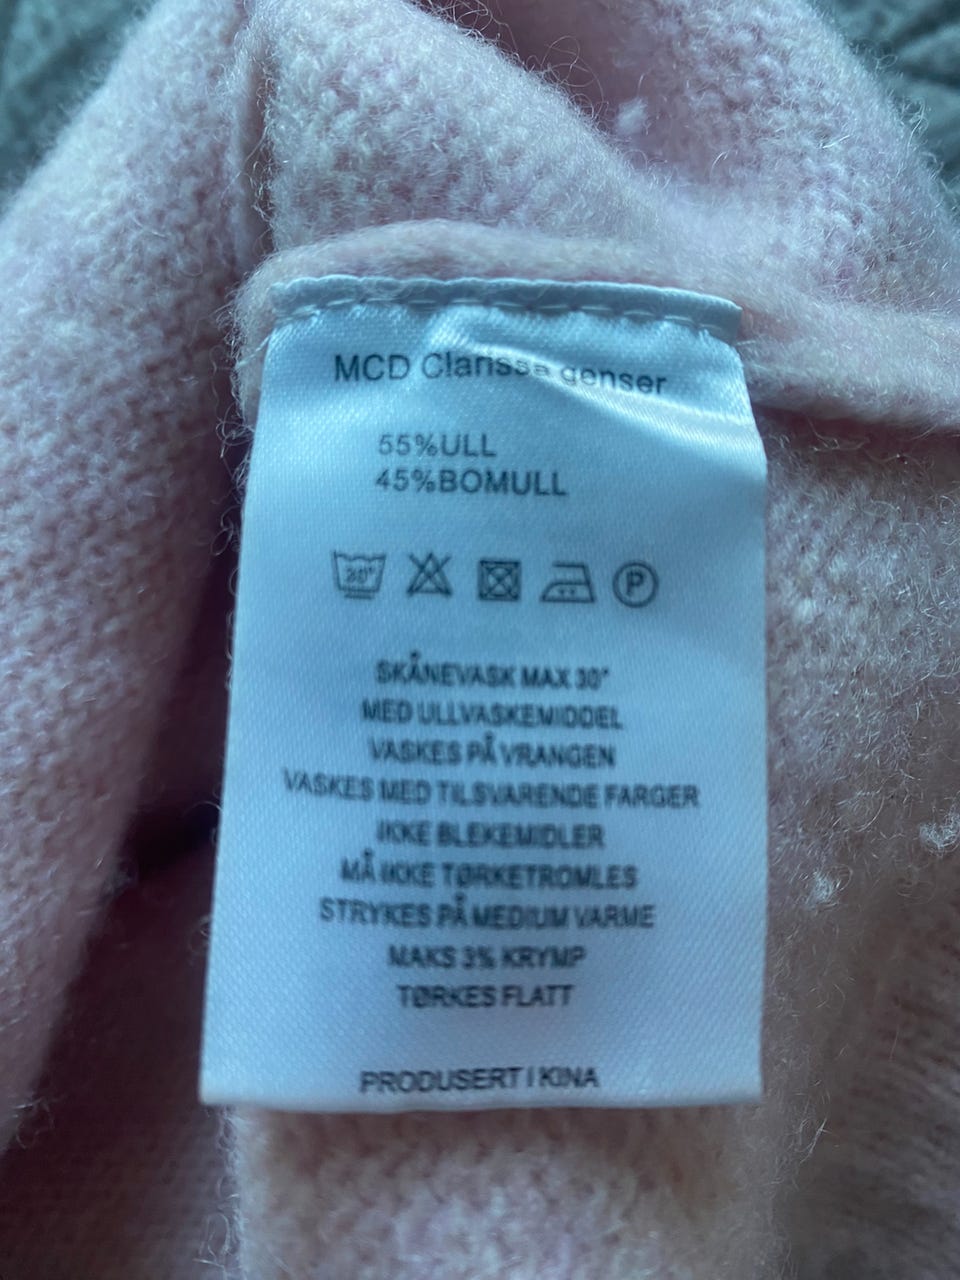 MCD Clarissa genser
55%ULL
45%BOMULL
30°
P
SKÅNEVASK MAX 30°
MED ULLVASKEMIDDEL
VASKES PÅ VRANGEN
VASKES MED TILSVARENDE FARGER
IKKE BLEKEMIDLER
MÅ IKKE TØRKETROMLES
STRYKES PÅ MEDIUM VARME
MAKS 3% KRYMP
TØRKES FLATT
PRODUSERT I KINA